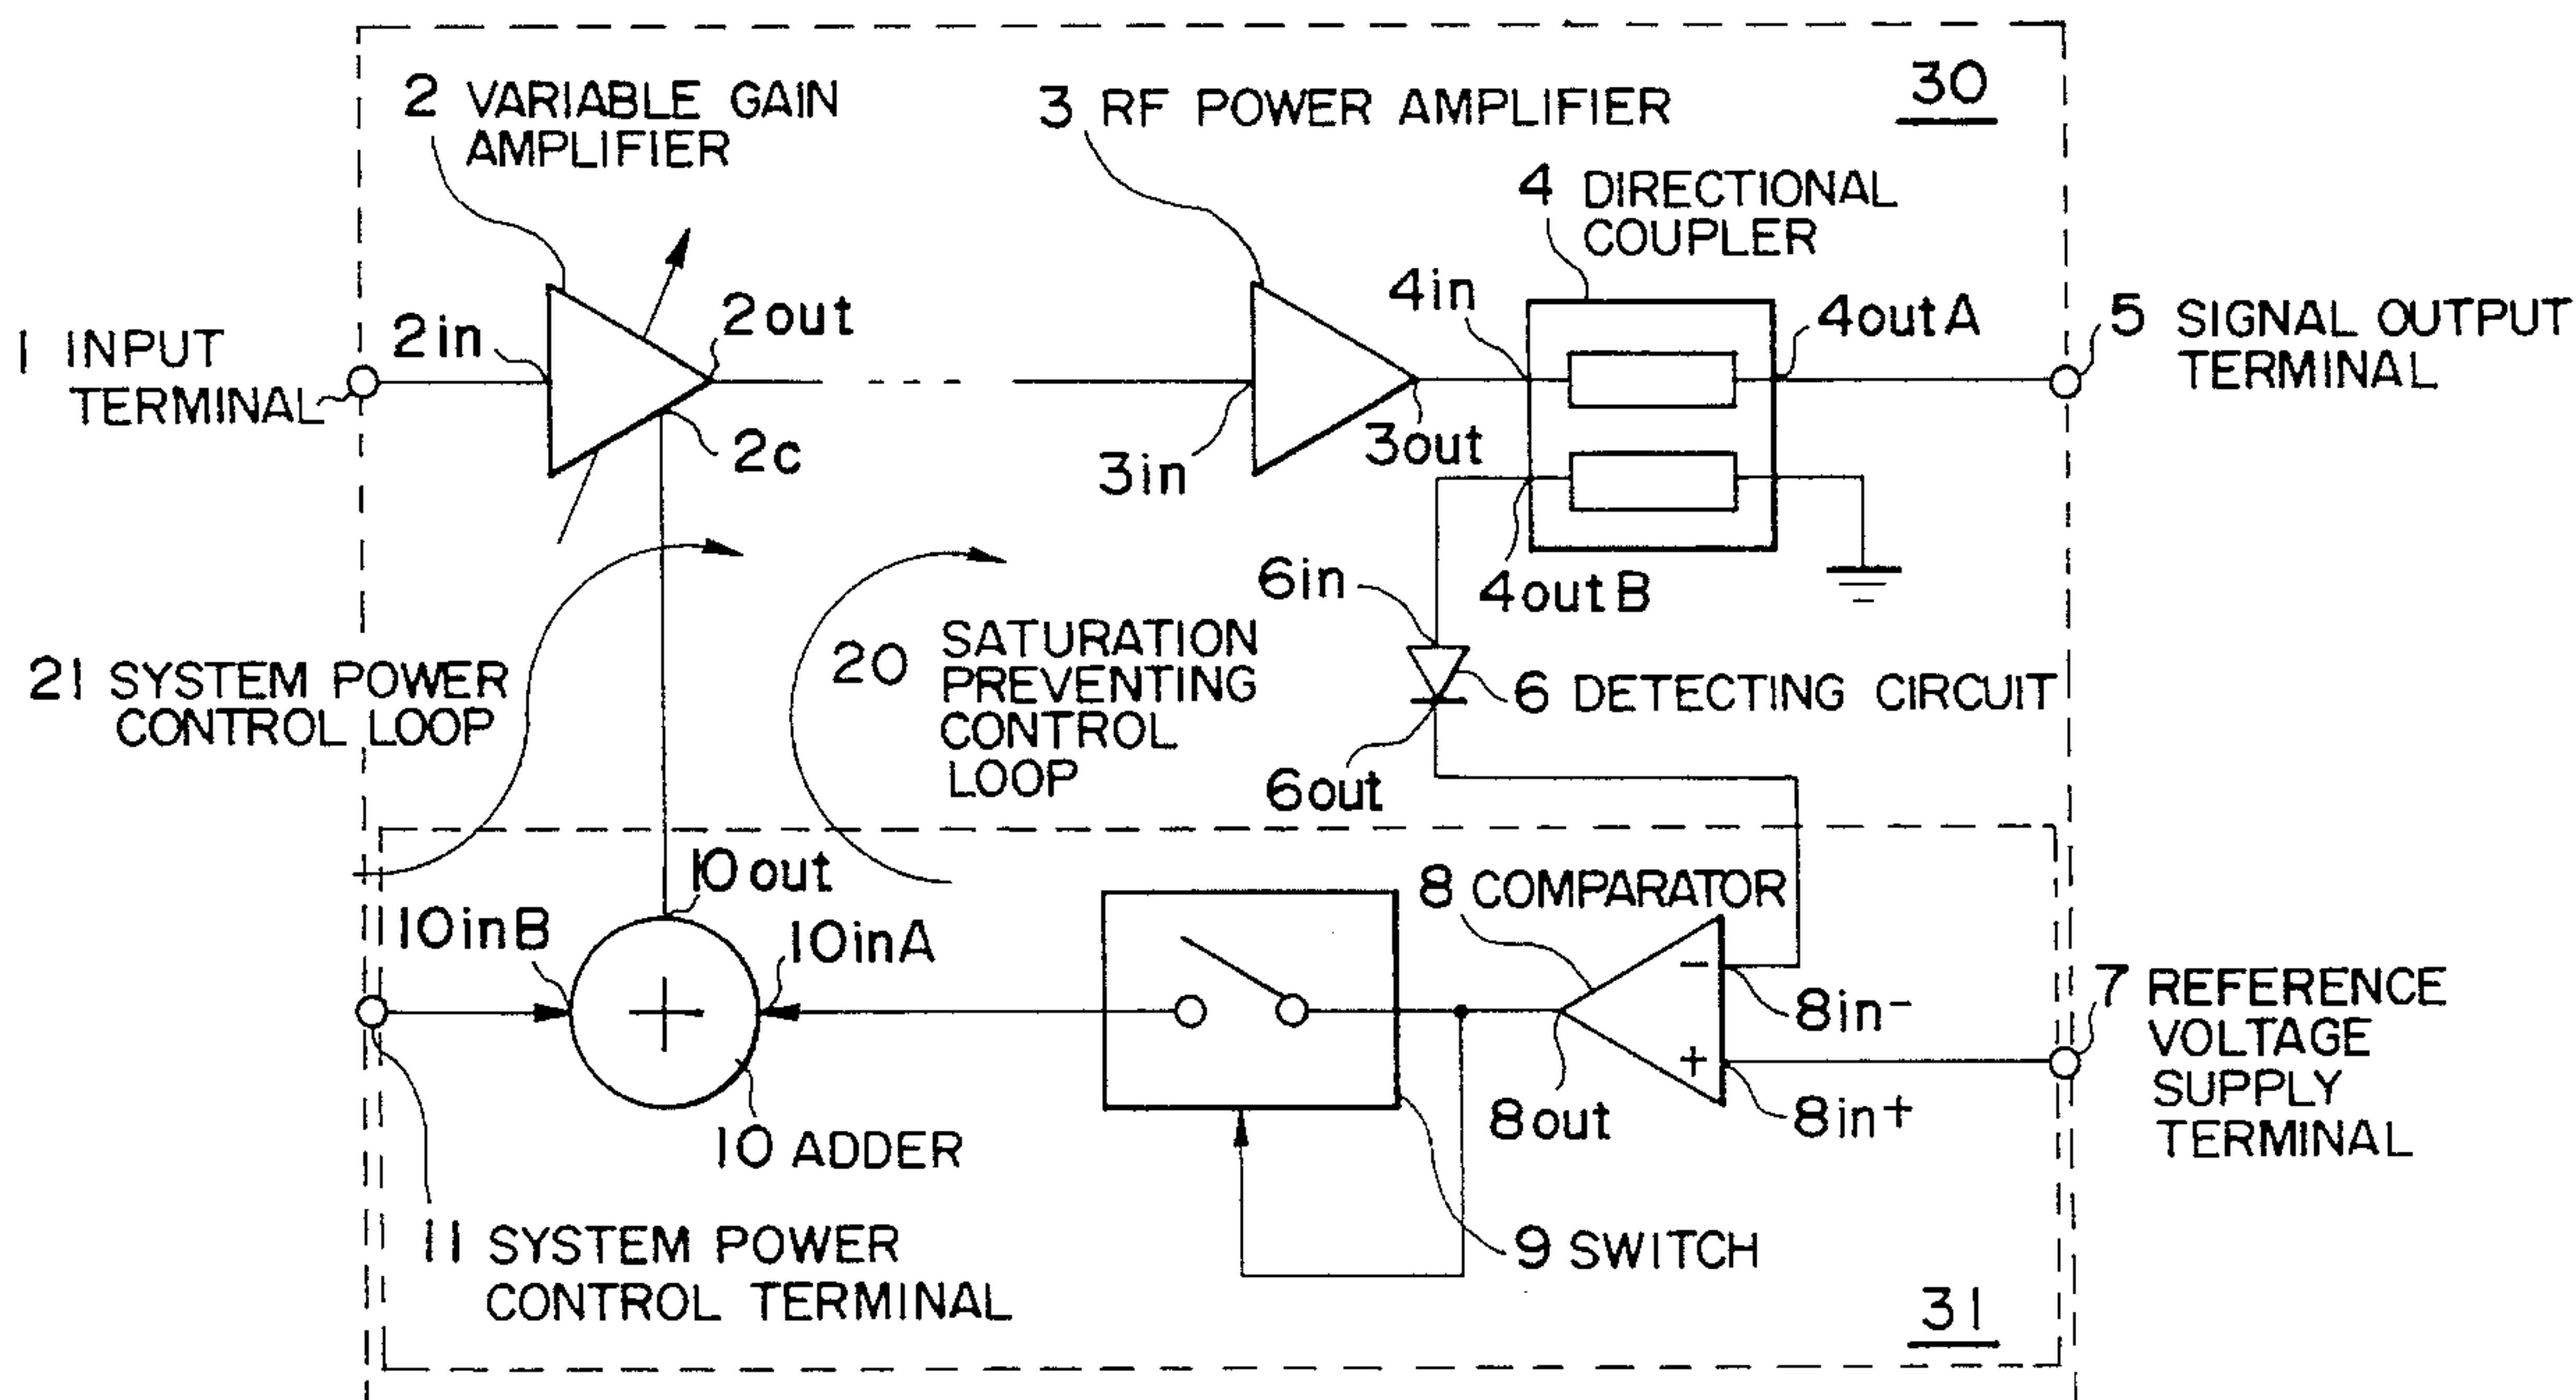 30
2 VARIABLE GAIN
AMPLIFIER
3 RF POWER AMPLIFIER
4 DIRECTIONAL
COUPLER
1 INPUT
TERMINAL
2in
2out
2c
3in
3out
4in
4outA
4outB
5 SIGNAL OUTPUT
TERMINAL
6in
6 DETECTING CIRCUIT
6out
21 SYSTEM POWER
CONTROL LOOP
20 SATURATION
PREVENTING
CONTROL
LOOP
10out
10inB
10inA
+
10 ADDER
8 COMPARATOR
−
+
8in−
8in+
8out
7 REFERENCE
VOLTAGE
SUPPLY
TERMINAL
9 SWITCH
11 SYSTEM POWER
CONTROL TERMINAL
31